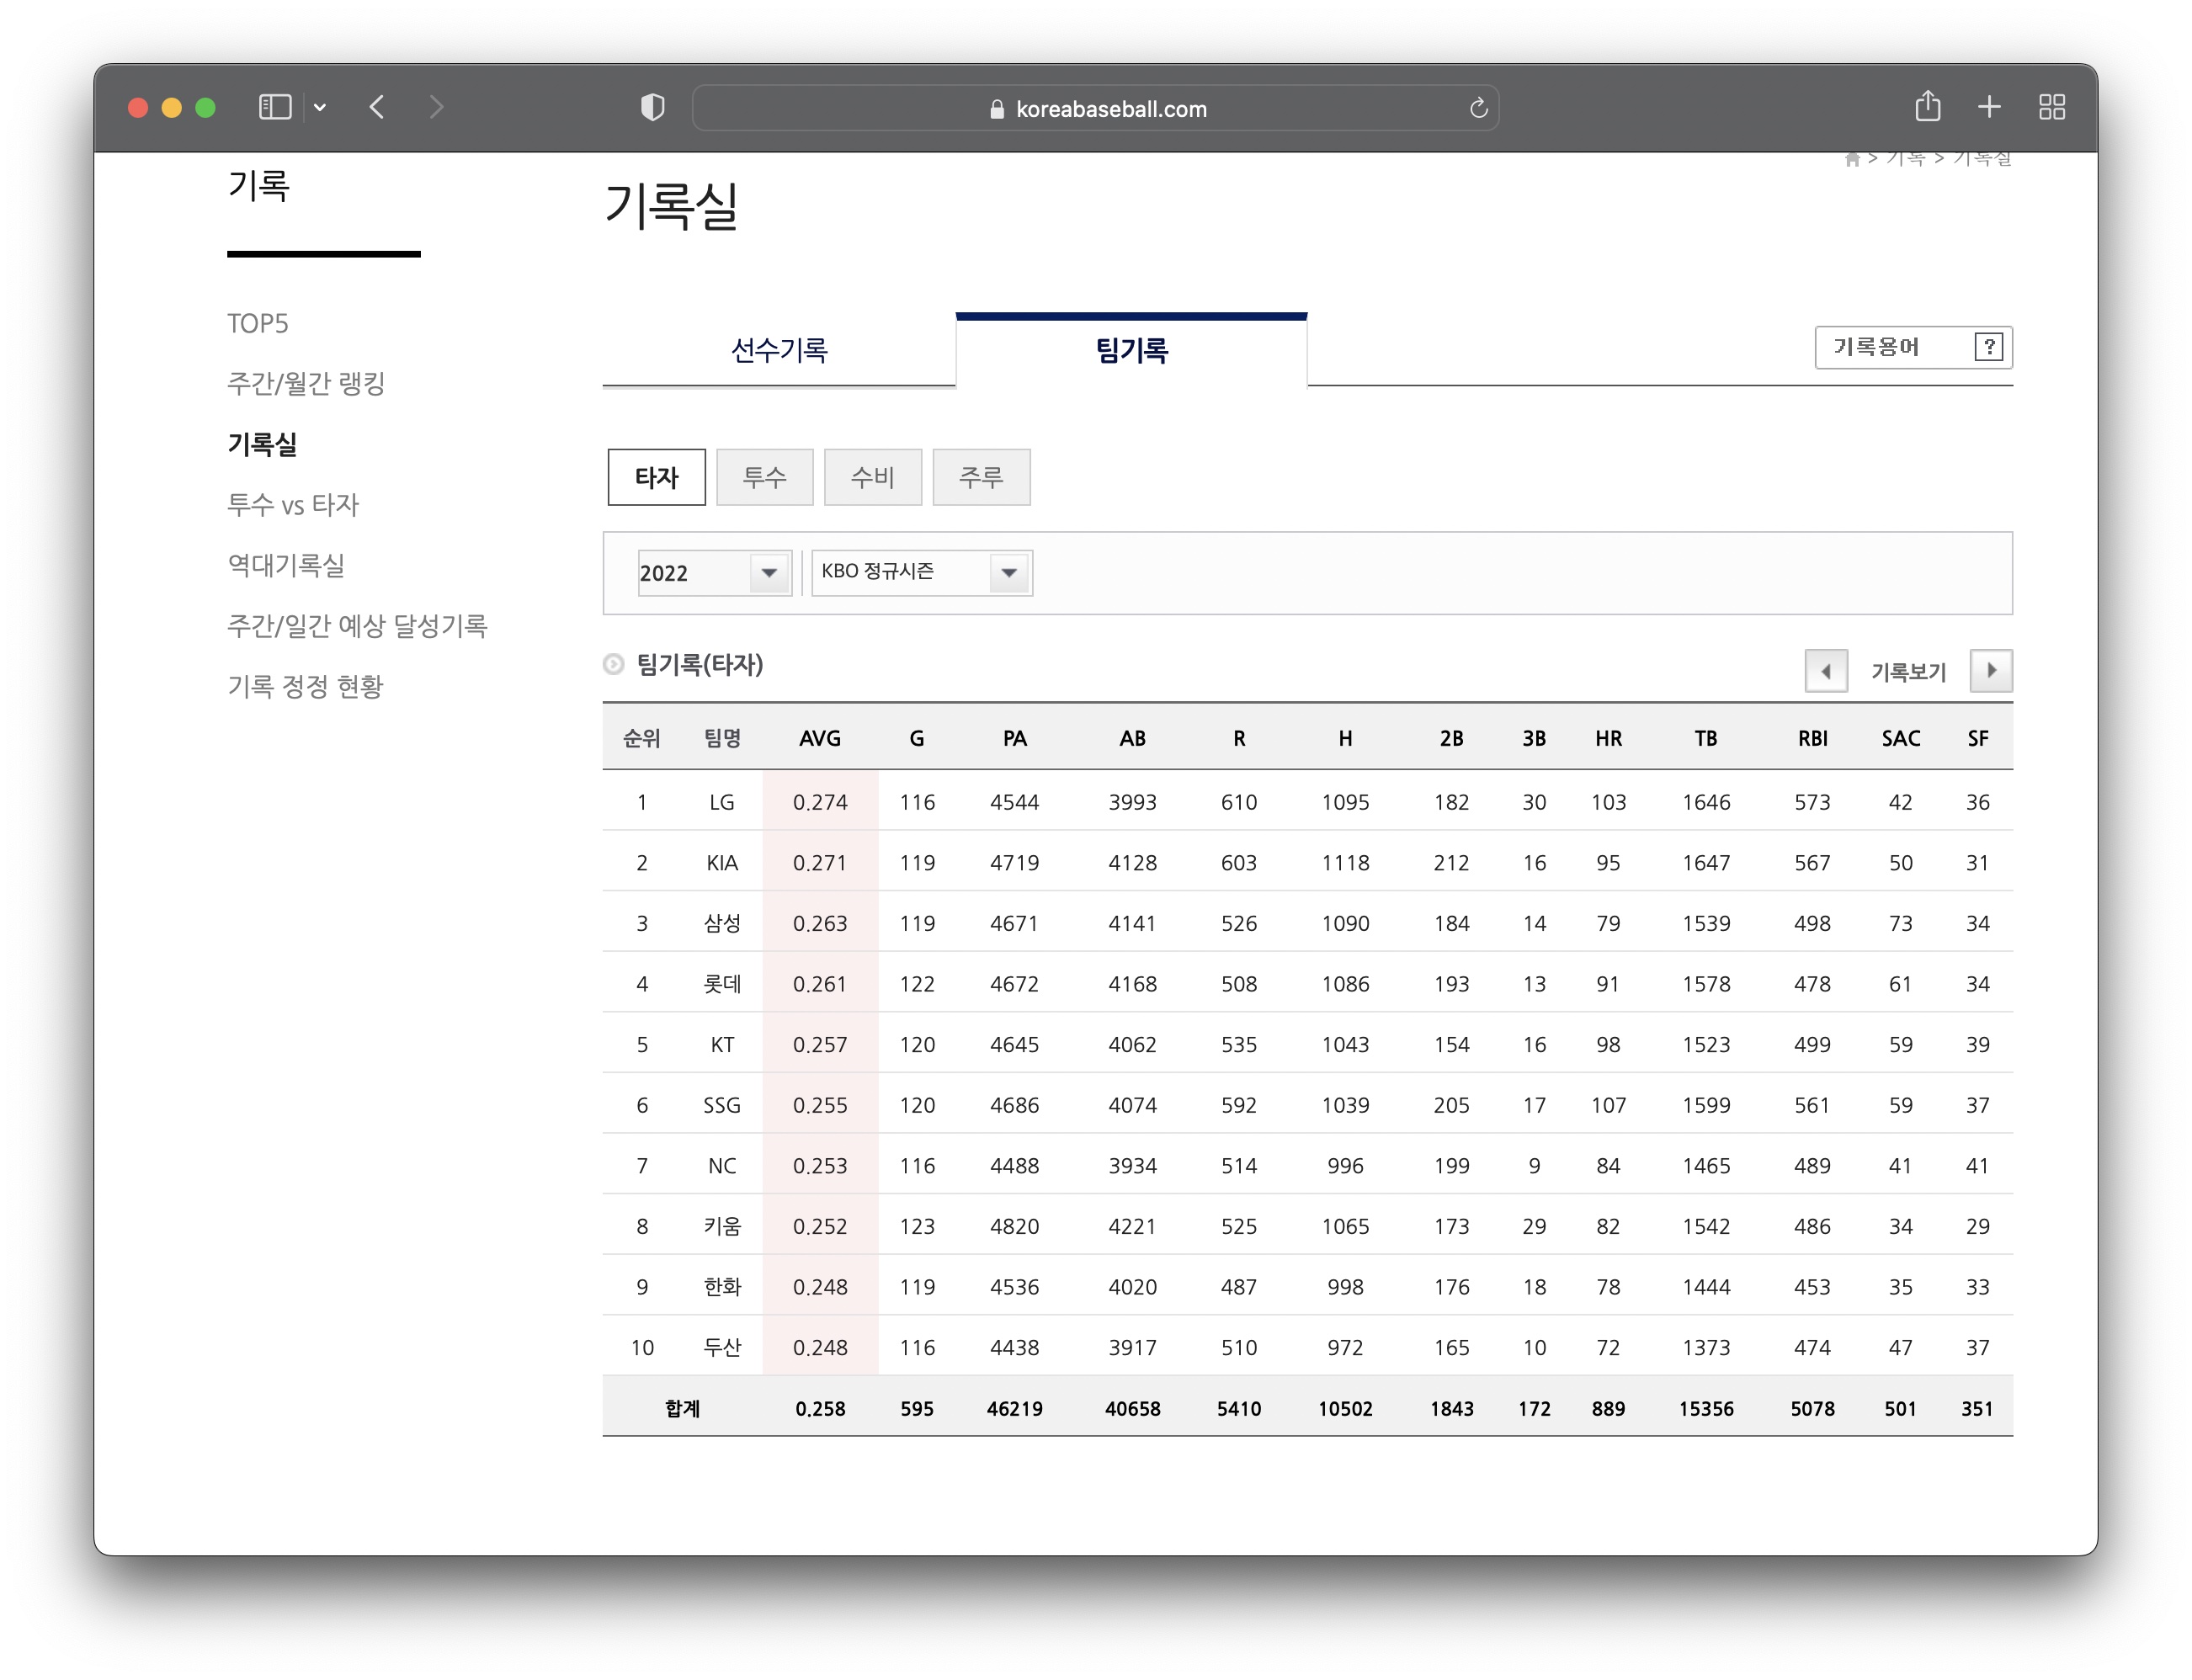 koreabaseball.com
> 기록 > 기록실
기록
기록실
TOP5
주간/월간 랭킹
기록실
투수 vs 타자
역대기록실
주간/일간 예상 달성기록
기록 정정 현황
선수기록 팀기록 기록용어 ?
타자 투수 수비 주루
2022 KBO 정규시즌
팀기록(타자) 기록보기
순위 팀명 AVG G PA AB R H 2B 3B HR TB RBI SAC SF
1 LG 0.274 116 4544 3993 610 1095 182 30 103 1646 573 42 36
2 KIA 0.271 119 4719 4128 603 1118 212 16 95 1647 567 50 31
3 삼성 0.263 119 4671 4141 526 1090 184 14 79 1539 498 73 34
4 롯데 0.261 122 4672 4168 508 1086 193 13 91 1578 478 61 34
5 KT 0.257 120 4645 4062 535 1043 154 16 98 1523 499 59 39
6 SSG 0.255 120 4686 4074 592 1039 205 17 107 1599 561 59 37
7 NC 0.253 116 4488 3934 514 996 199 9 84 1465 489 41 41
8 키움 0.252 123 4820 4221 525 1065 173 29 82 1542 486 34 29
9 한화 0.248 119 4536 4020 487 998 176 18 78 1444 453 35 33
10 두산 0.248 116 4438 3917 510 972 165 10 72 1373 474 47 37
합계 0.258 595 46219 40658 5410 10502 1843 172 889 15356 5078 501 351